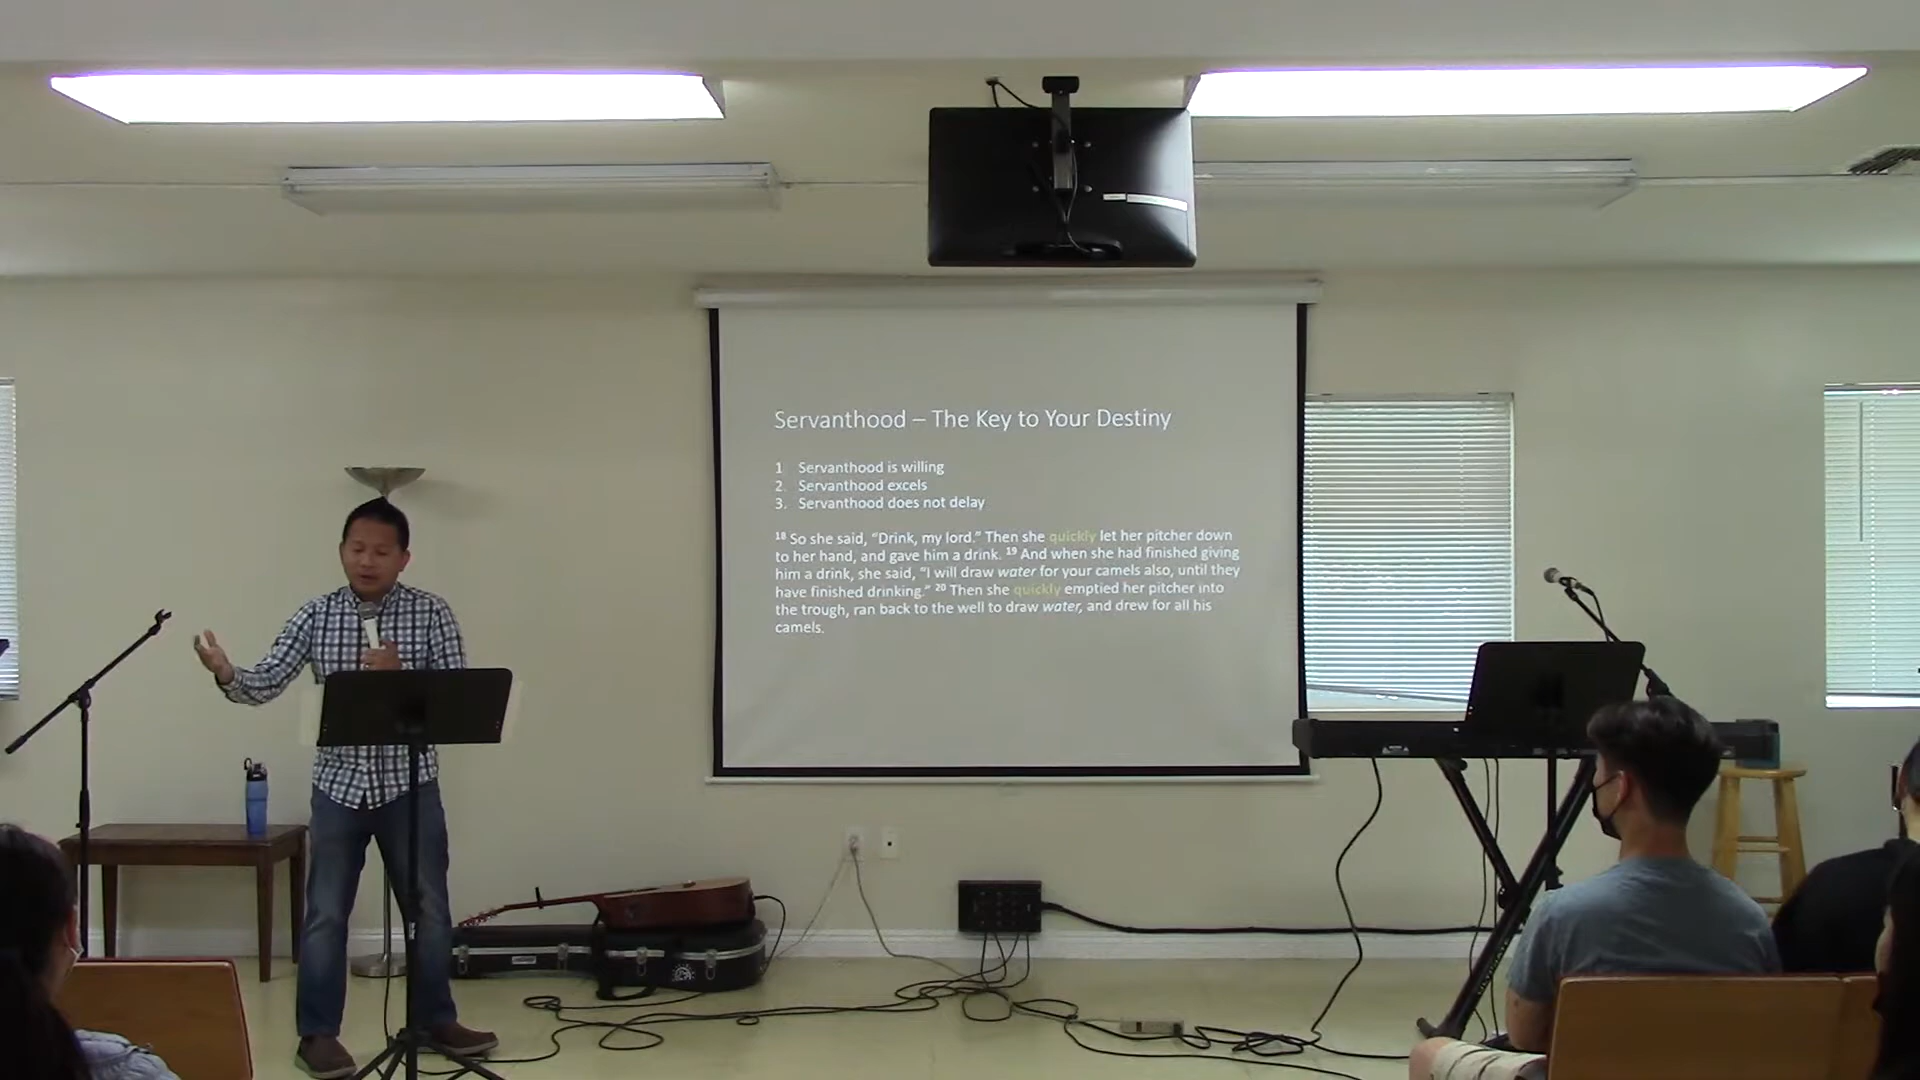 Servanthood – The Key to Your Destiny
1 Servanthood is willing
2. Servanthood excels
3. Servanthood does not delay
18 So she said, “Drink, my lord.” Then she quickly let her pitcher down
to her hand, and gave him a drink. 19 And when she had finished giving
him a drink, she said, “I will draw water for your camels also, until they
have finished drinking.” 20 Then she quickly emptied her pitcher into
the trough, ran back to the well to draw water, and drew for all his
camels.